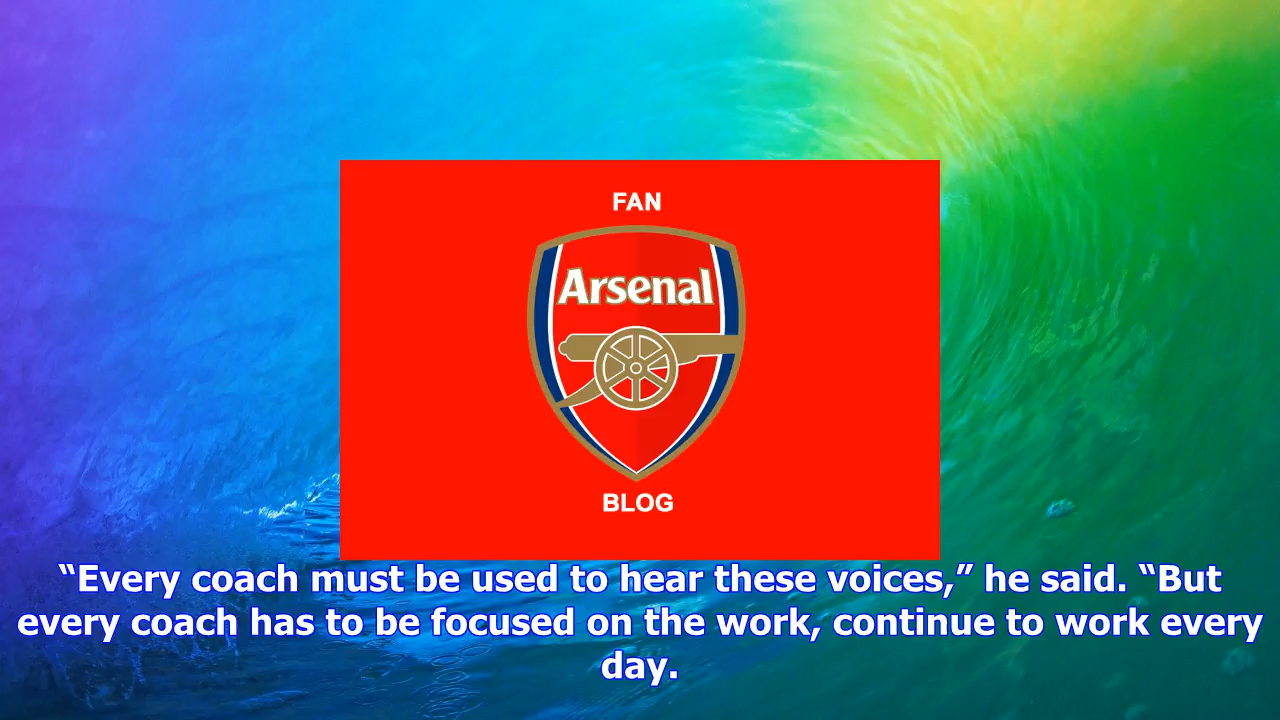 FAN
Arsenal
BLOG
“Every coach must be used to hear these voices,” he said. “But
every coach has to be focused on the work, continue to work every
day.